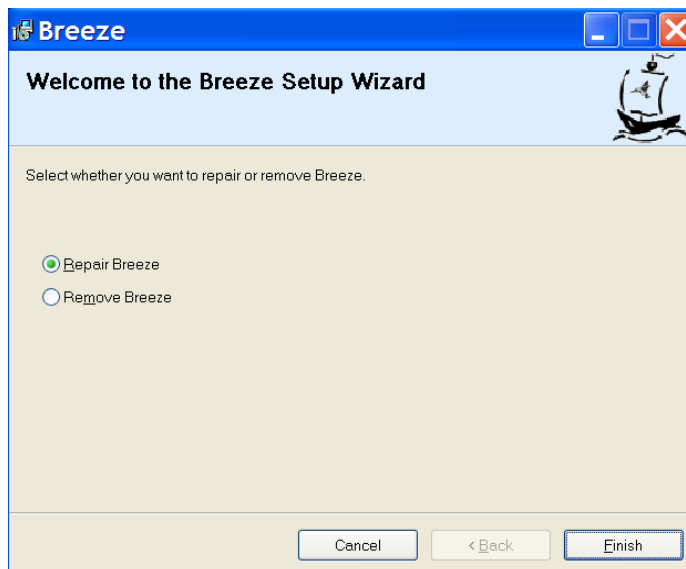 Breeze
Welcome to the Breeze Setup Wizard
Select whether you want to repair or remove Breeze.
Repair Breeze
Remove Breeze
Cancel
< Back
Finish